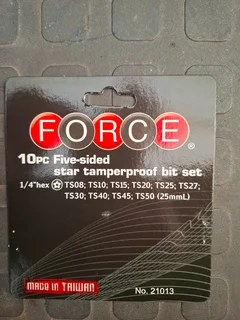 FORCE®
10PC Five-sided
star tamperproof bit set
1/4"hex TS08; TS10; TS15; TS20; TS25; TS27;
TS30; TS40; TS45; TS50 (25mmL)
MADE IN TAIWAN
No. 21013